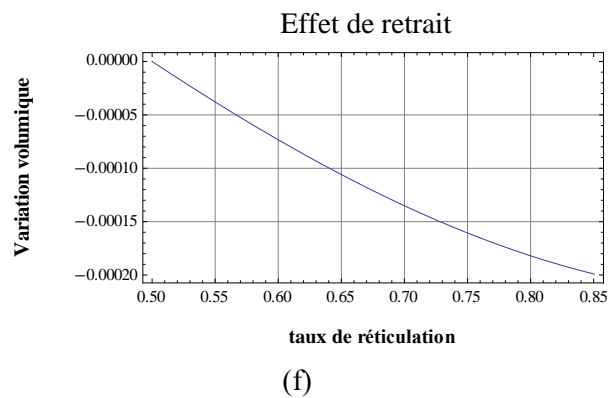 Effet de retrait
Variation volumique
0.00000
−0.00005
−0.00010
−0.00015
−0.00020
0.50 0.55 0.60 0.65 0.70 0.75 0.80 0.85
taux de réticulation
(f)